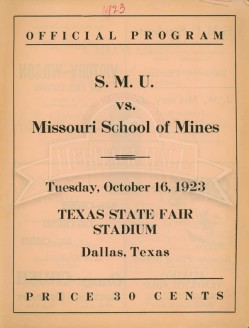 1923
OFFICIAL PROGRAM
S. M. U.
vs.
Missouri School of Mines
Tuesday, October 16, 1923
TEXAS STATE FAIR
STADIUM
Dallas, Texas
PRICE 30 CENTS